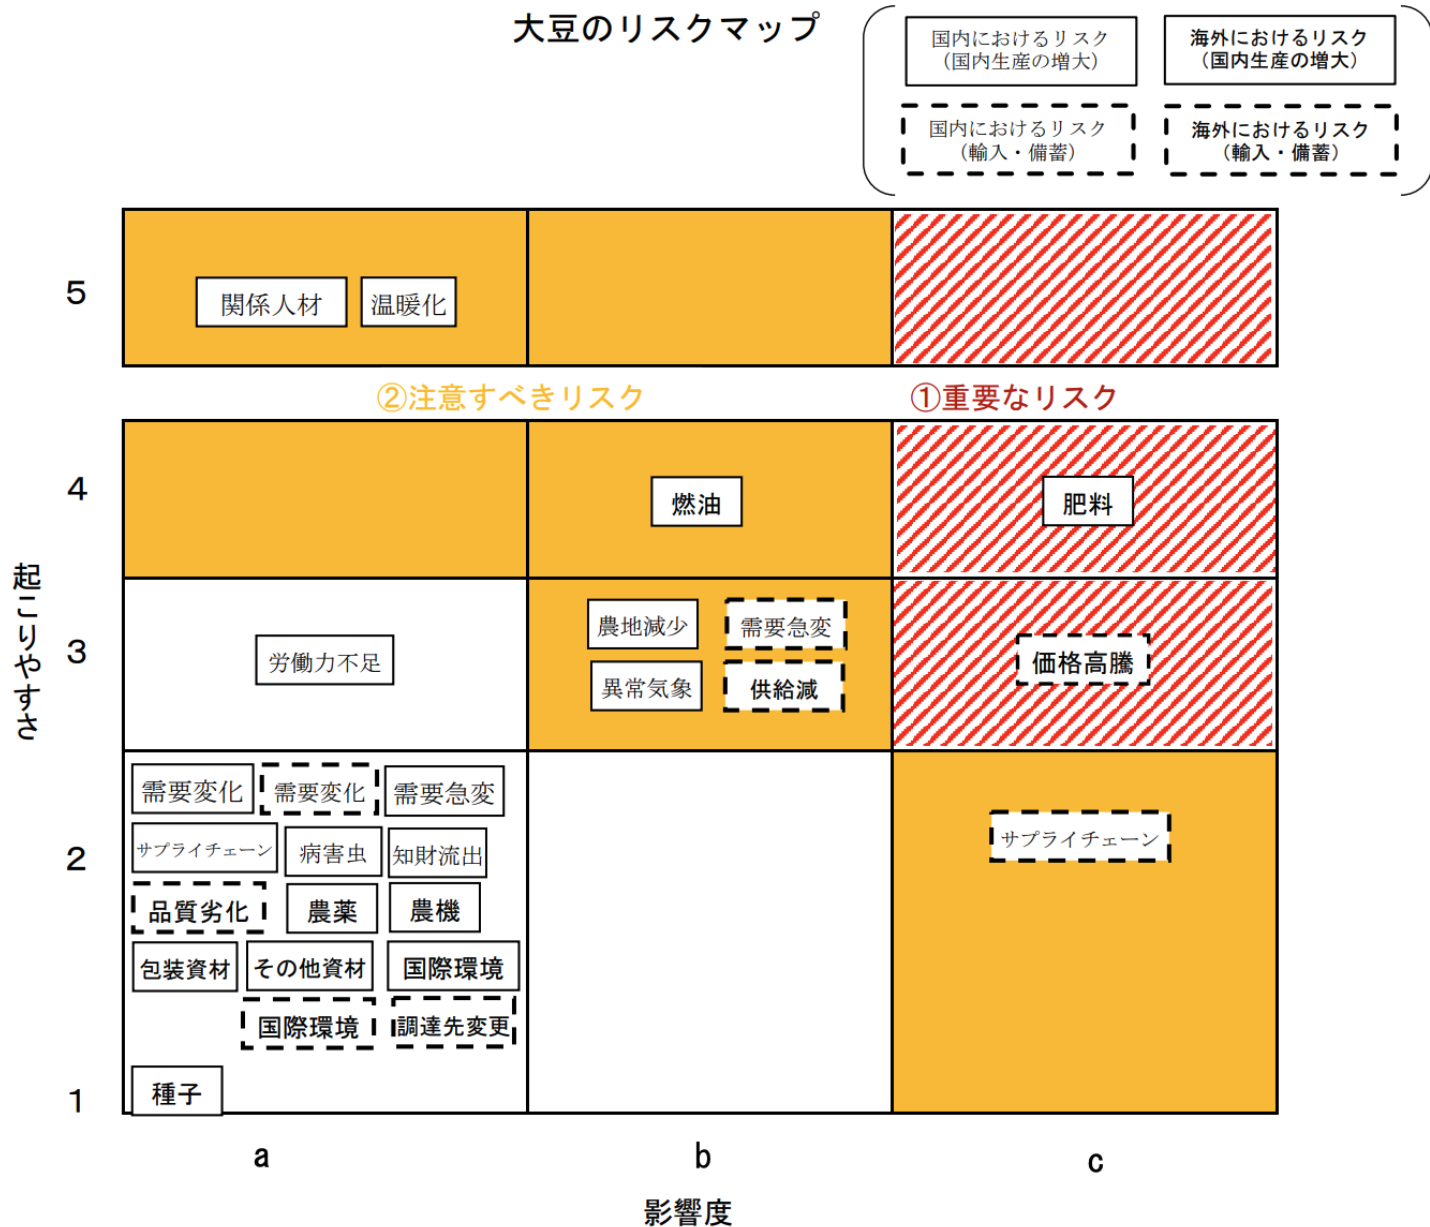 大豆のリスクマップ
国内におけるリスク
(国内生産の増大)
海外におけるリスク
(国内生産の増大)
国内におけるリスク
(輸入・備蓄)
海外におけるリスク
(輸入・備蓄)
5
関係人材
温暖化
②注意すべきリスク
①重要なリスク
4
燃油
肥料
起こりやすさ
3
労働力不足
農地減少
需要急変
異常気象
供給減
価格高騰
2
需要変化
需要変化
需要急変
サプライチェーン
病害虫
知財流出
サプライチェーン
品質劣化
農薬
農機
包装資材
その他資材
国際環境
国際環境
調達先変更
1
種子
a
b
c
影響度